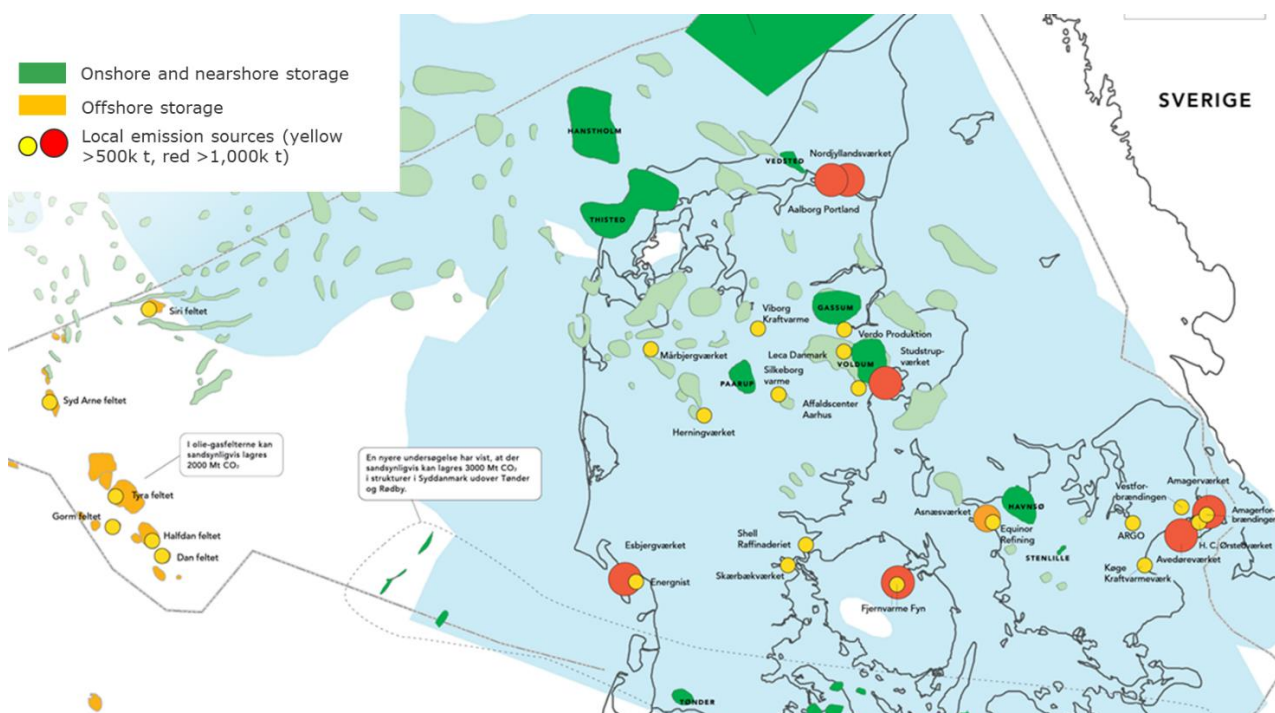 Onshore and nearshore storage
Offshore storage
Local emission sources (yellow
>500k t, red >1,000k t)
SVERIGE
HANSTHOLM
VEDSTED
Nordjyllandsværket
THISTED
Aalborg Portland
Siri feltet
GASSUM
Viborg
Kraftvarme
Verdo Produktion
Mårbjergværket
Leca Danmark
VOLDUM
Studstrup-
værket
Silkeborg
varme
PAARUP
Syd Arne feltet
Affaldscenter
Aarhus
Herningværket
I olie-gasfelterne kan
sandsynligvis lagres
2000 Mt CO₂
En nyere undersøgelse har vist, at der
sandsynligvis kan lagres 3000 Mt CO₂
i strukturer i Syddanmark udover Tønder
og Rødby.
Tyra feltet
Gorm feltet
Halfdan feltet
Dan feltet
Amagerværket
Vestfor-
brændingen
Asnæsværket
HAVNSØ
Amagerfor-
brændingen
Equinor
Refining
ARGO
H. C. Ørstedværket
Avedøreværket
Esbjergværket
Shell
Raffinaderiet
STENLILLE
Køge
Kraftvarmeværk
Energnist
Skærbækværket
Fjernvarme Fyn
TØNDER